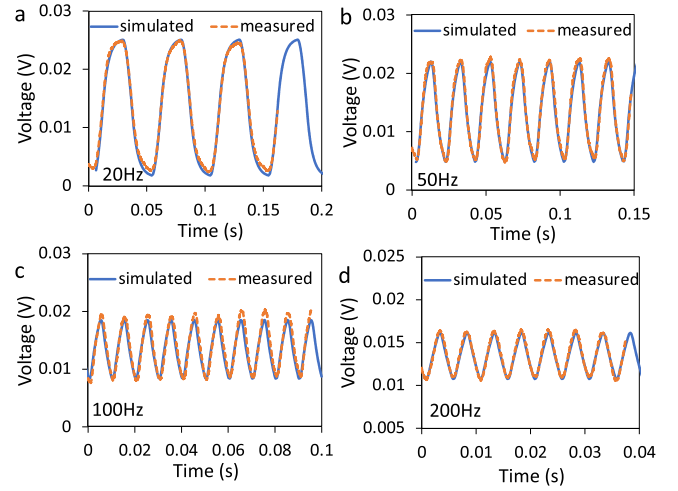 a
simulated measured
Voltage (V)
0.03
0.02
0.01
0
20Hz
0 0.05 0.1 0.15 0.2
Time (s)
b
simulated measured
Voltage (V)
0.03
0.02
0.01
0
50Hz
0 0.05 0.1 0.15
Time (s)
c
simulated measured
Voltage (V)
0.03
0.02
0.01
0
100Hz
0 0.02 0.04 0.06 0.08 0.1
Time (s)
d
simulated measured
Voltage (V)
0.025
0.02
0.015
0.01
0.005
200Hz
0 0.01 0.02 0.03 0.04
Time (s)